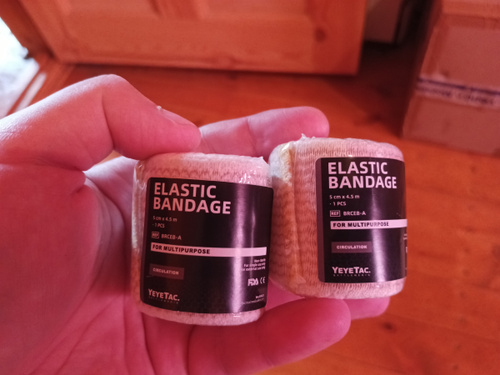 ELASTIC
BANDAGE
5 cm x 4.5 m
- 1 PCS
REF BRCEB-A
FOR MULTIPURPOSE
CIRCULATION
YEYETAC.
FDA CE
ELASTIC
BANDAGE
5 cm x 4.5 m
- 1 PCS
REF BRCEB-A
FOR MULTIPURPOSE
CIRCULATION
YEYETAC.